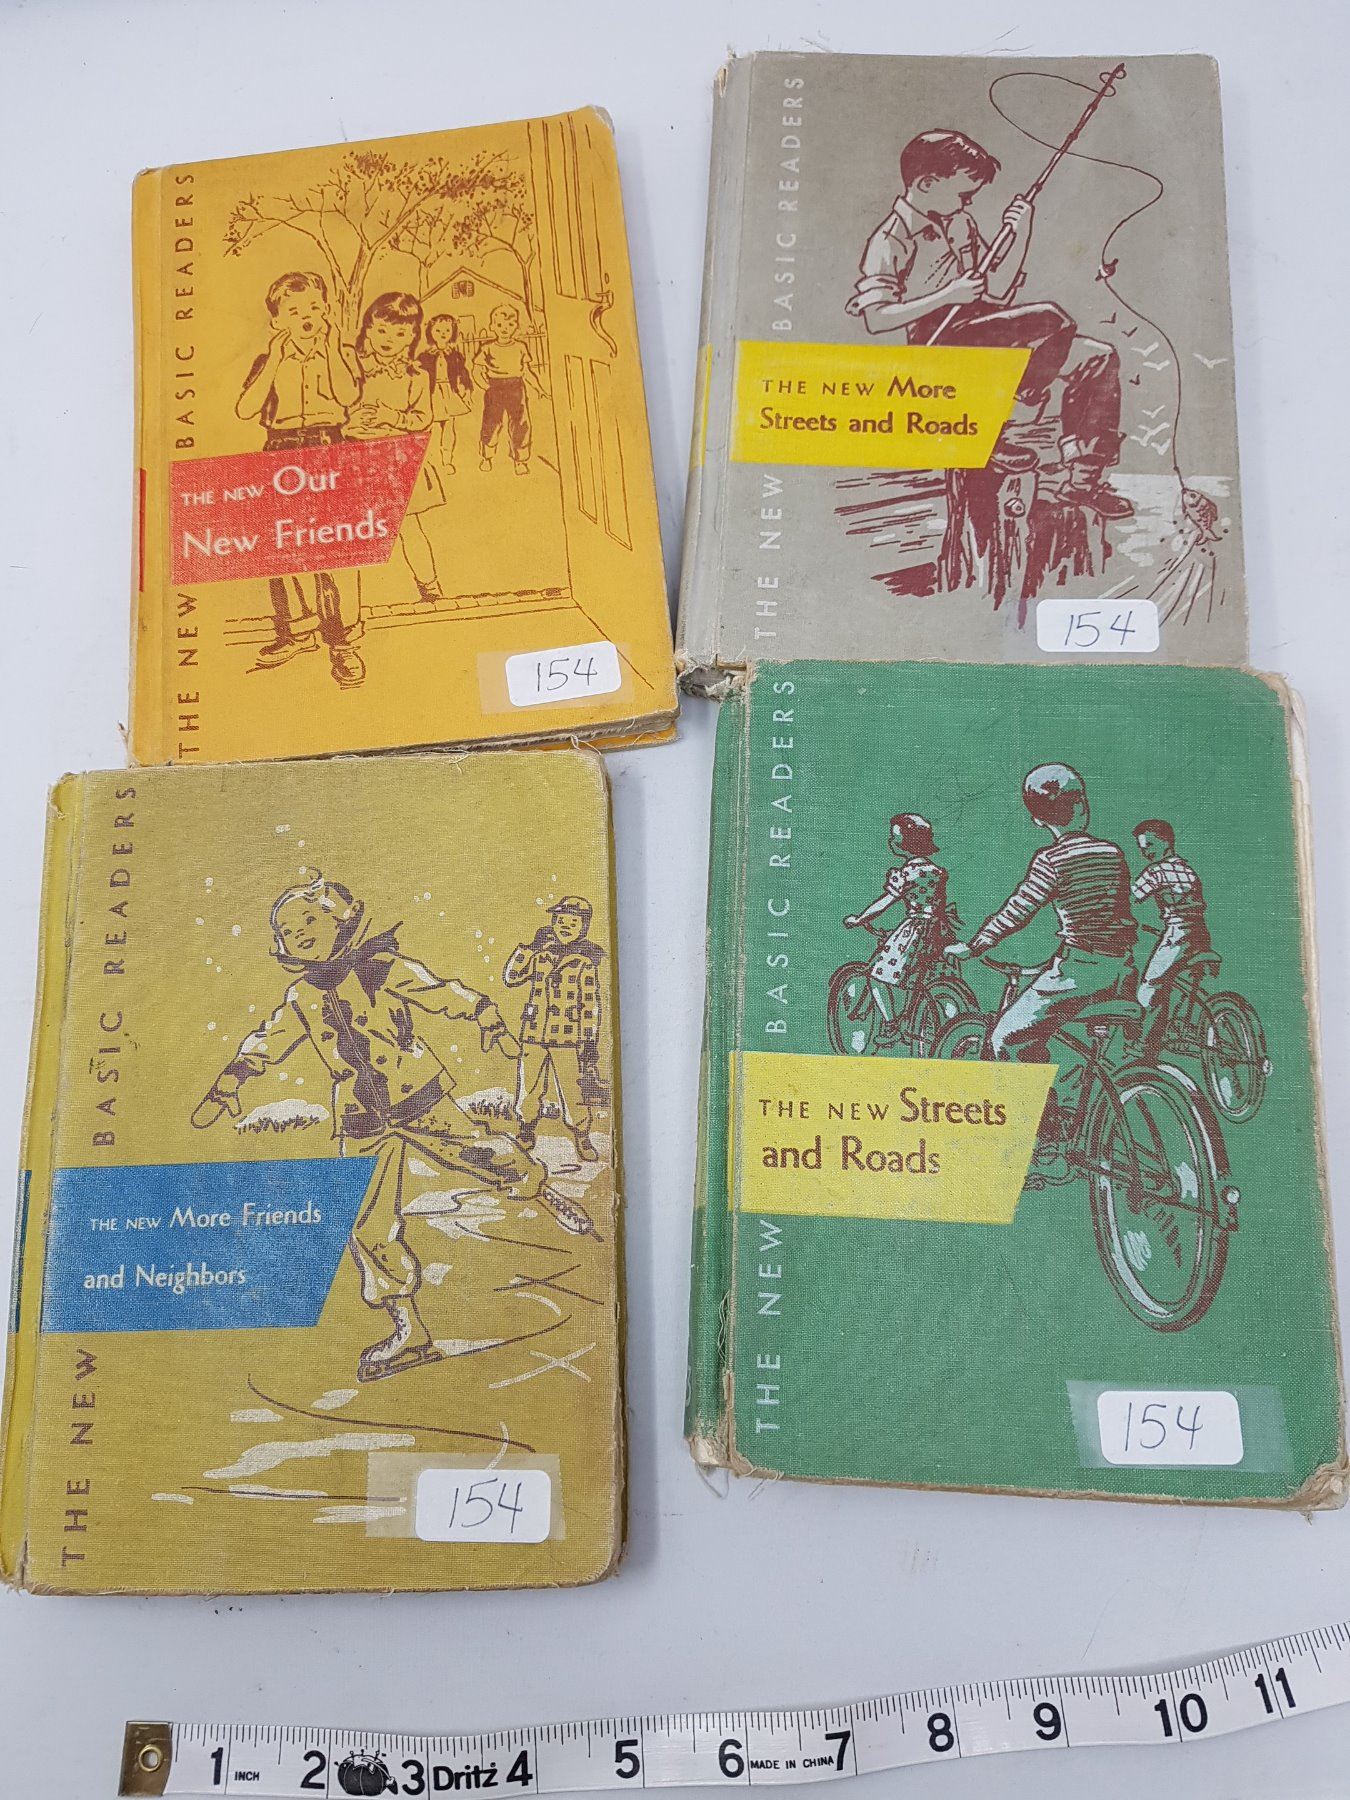 THE NEW BASIC READERS
THE NEW Our
New Friends
154
THE NEW BASIC READERS
THE NEW More
Streets and Roads
154
THE NEW BASIC READERS
THE NEW More Friends
and Neighbors
154
THE NEW BASIC READERS
THE NEW Streets
and Roads
154
1 INCH 2 3 Dritz 4 5 6 MADE IN CHINA 7 8 9 10 11